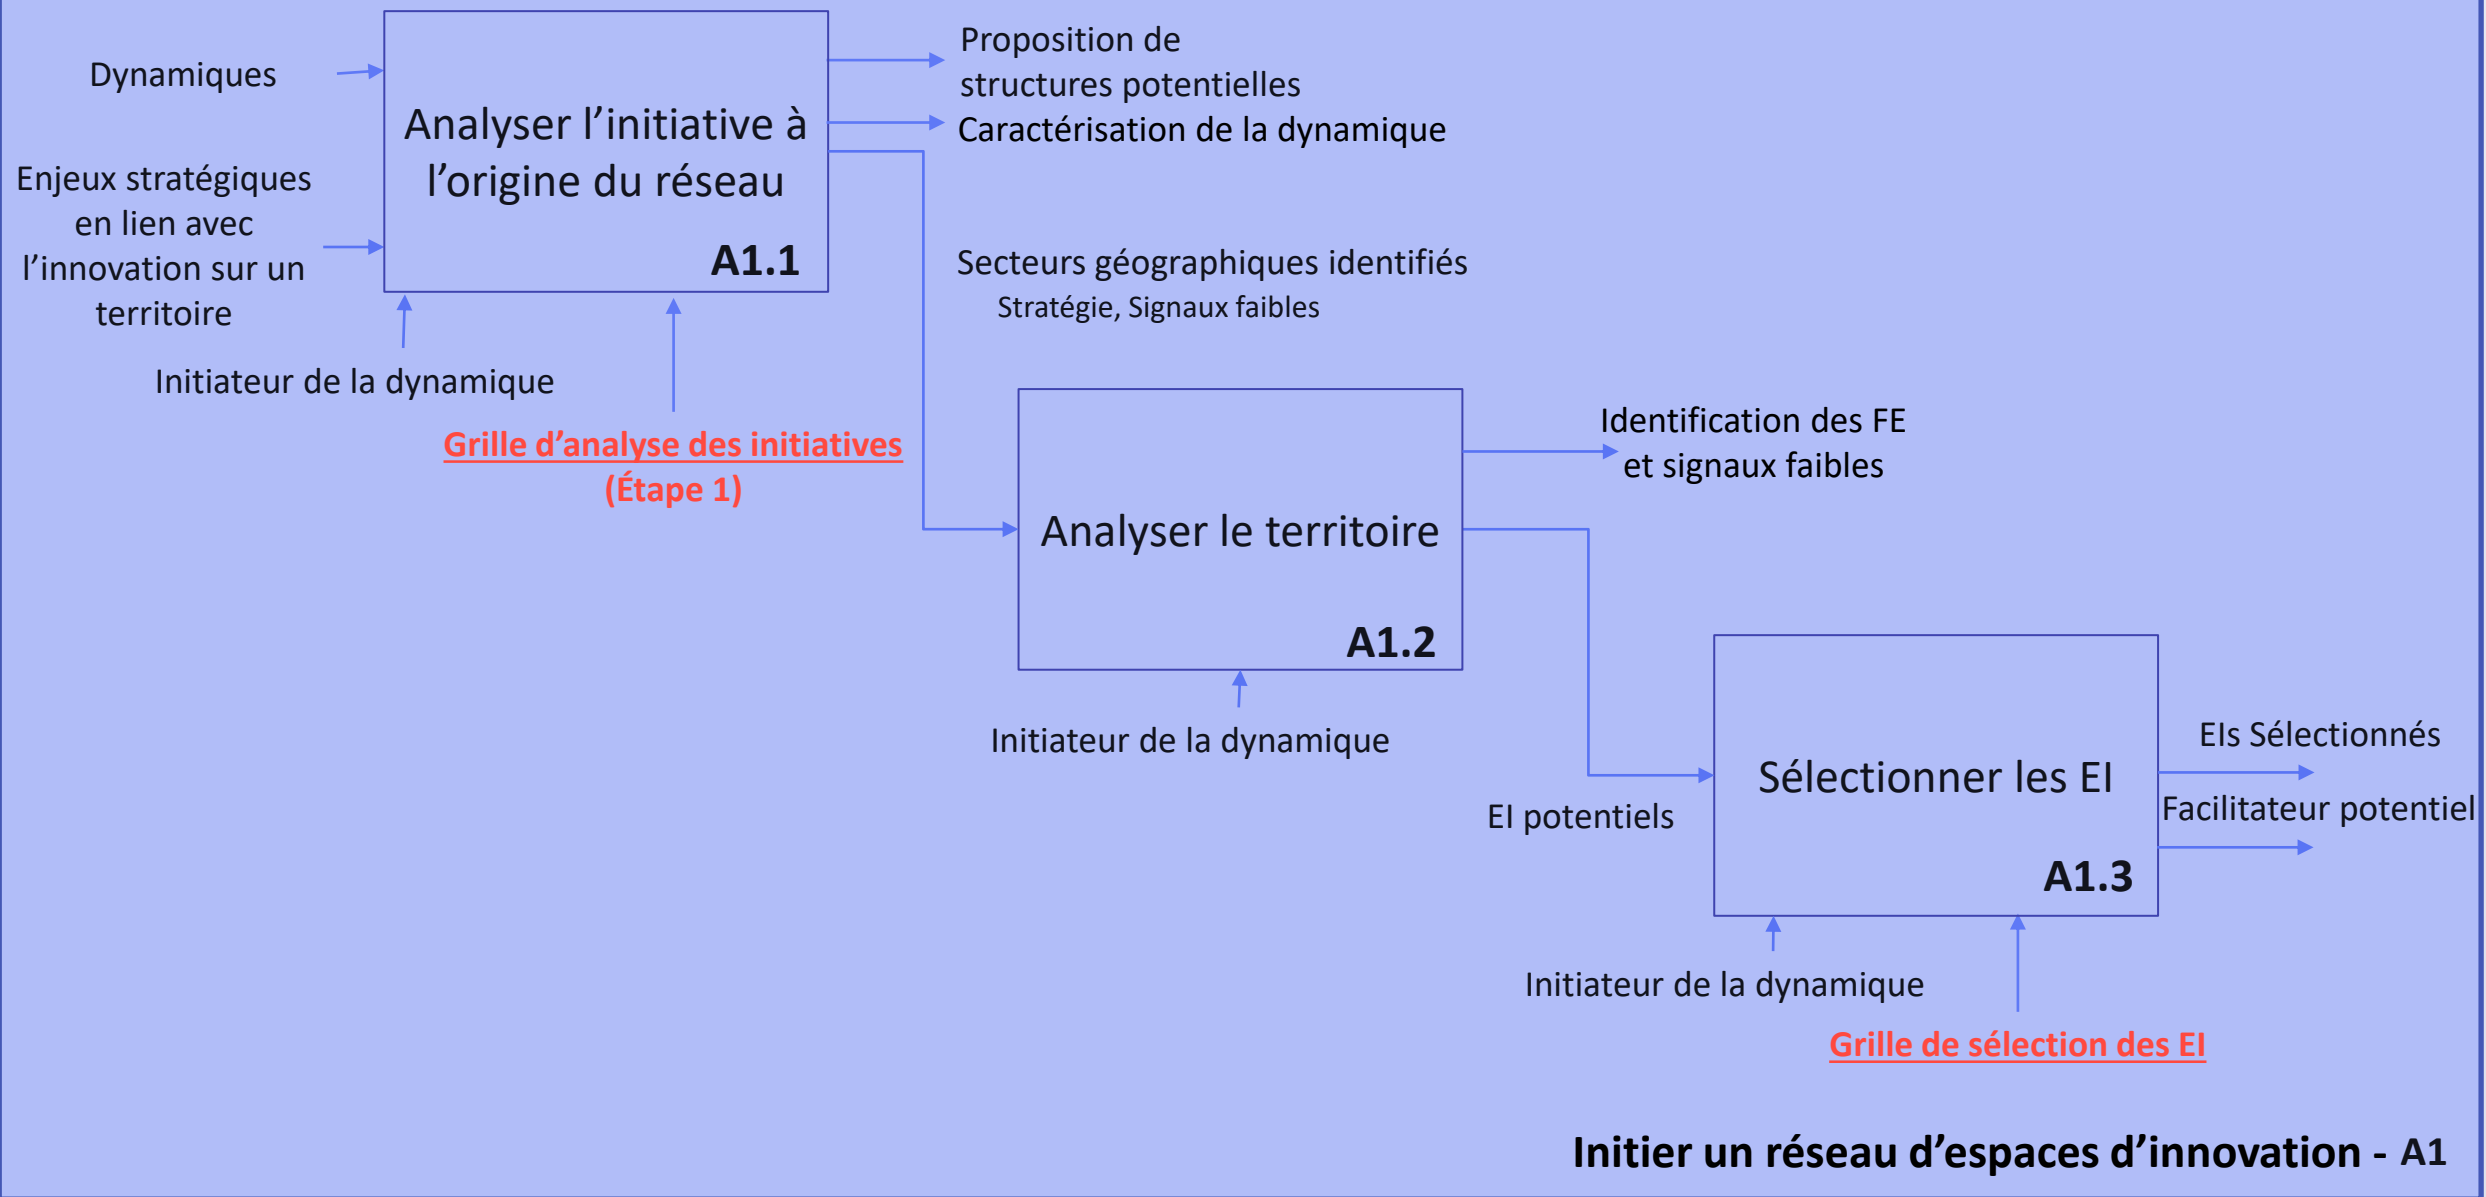 Dynamiques
Enjeux stratégiques
en lien avec
l’innovation sur un
territoire
Analyser l’initiative à
l’origine du réseau
A1.1
Proposition de
structures potentielles
Caractérisation de la dynamique
Initiateur de la dynamique
Grille d’analyse des initiatives
(Étape 1)
Secteurs géographiques identifiés
Stratégie, Signaux faibles
Analyser le territoire
A1.2
Identification des FE
et signaux faibles
Initiateur de la dynamique
EI potentiels
Sélectionner les EI
A1.3
EIs Sélectionnés
Facilitateur potentiel
Initiateur de la dynamique
Grille de sélection des EI
Initier un réseau d’espaces d’innovation - A1